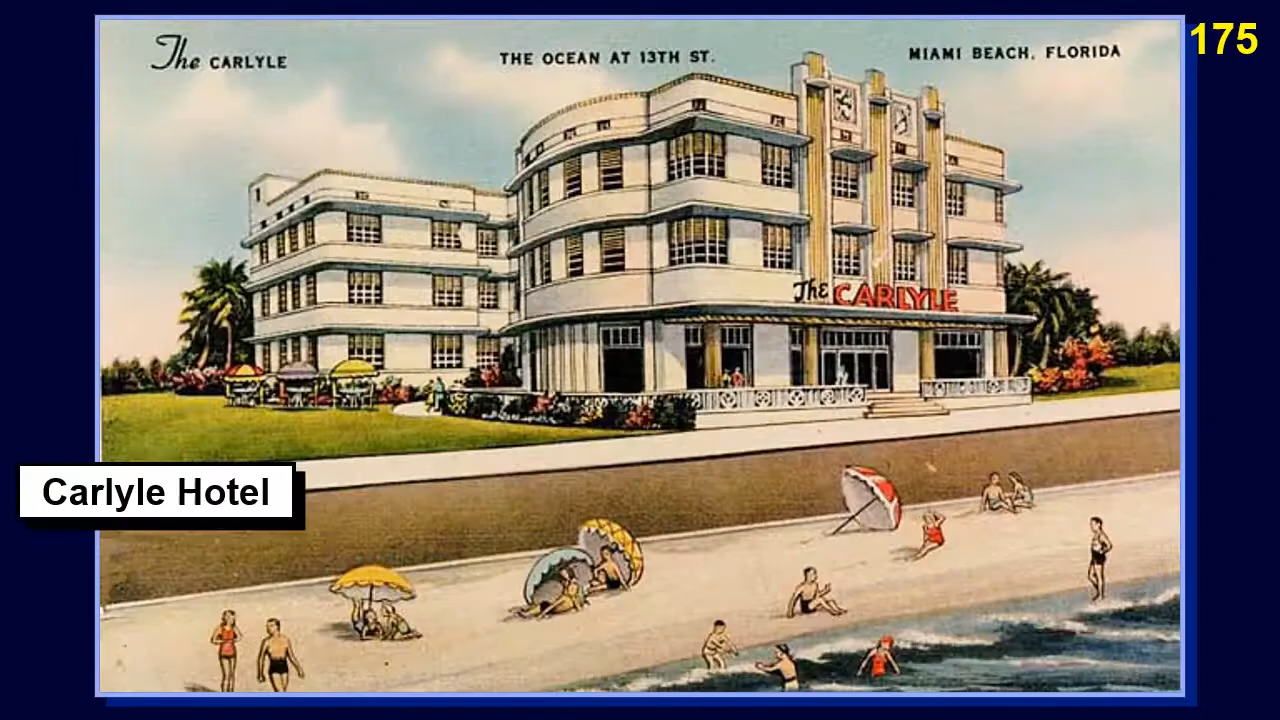 The CARLYLE
THE OCEAN AT 13TH ST.
MIAMI BEACH, FLORIDA
175
The CARLYLE
Carlyle Hotel